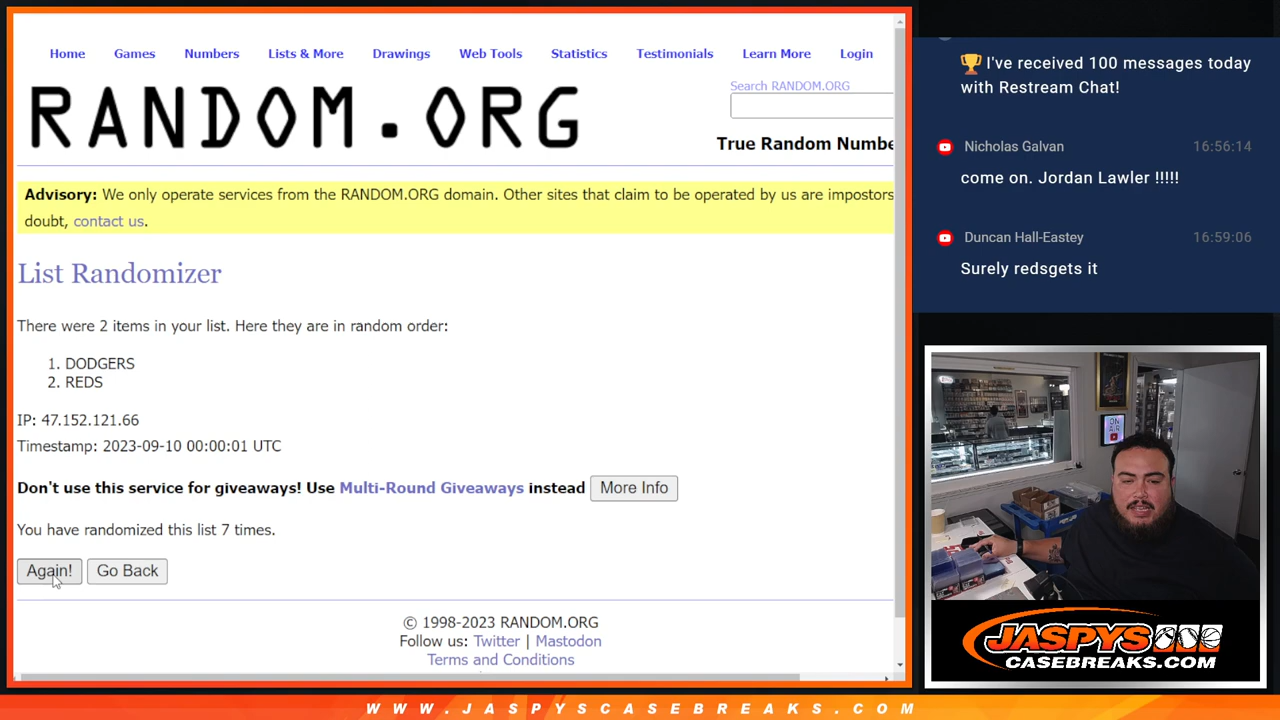 Home Games Numbers Lists & More Drawings Web Tools Statistics Testimonials Learn More Login
RANDOM.ORG
Search RANDOM.ORG
True Random Numbe
Advisory: We only operate services from the RANDOM.ORG domain. Other sites that claim to be operated by us are impostors
doubt, contact us.
List Randomizer
There were 2 items in your list. Here they are in random order:
1. DODGERS
2. REDS
IP: 47.152.121.66
Timestamp: 2023-09-10 00:00:01 UTC
Don't use this service for giveaways! Use Multi-Round Giveaways instead More Info
You have randomized this list 7 times.
Again! Go Back
© 1998-2023 RANDOM.ORG
Follow us: Twitter | Mastodon
Terms and Conditions
🏆 I've received 100 messages today
with Restream Chat!
Nicholas Galvan 16:56:14
come on. Jordan Lawler !!!!!
Duncan Hall-Eastey 16:59:06
Surely redsgets it
ON
AIR
JASPYS
CASEBREAKS.COM
WWW.JASPYSCASEBREAKS.COM